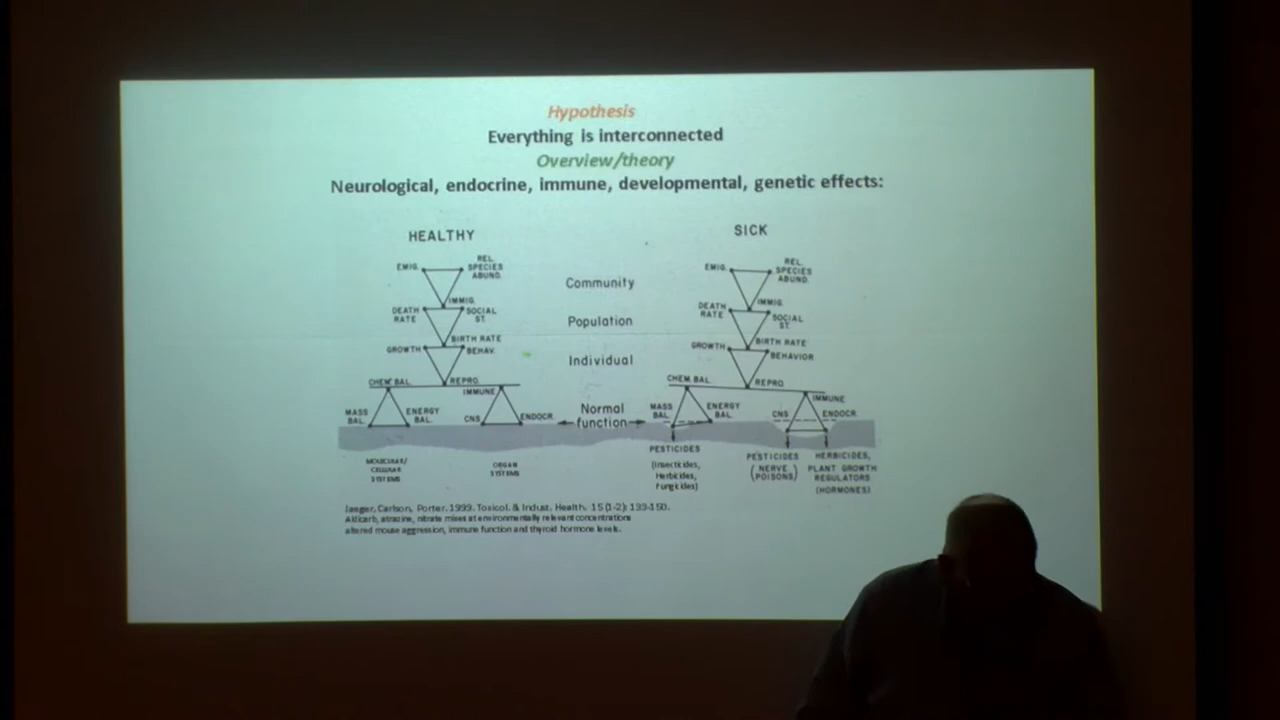 Hypothesis
Everything is interconnected
Overview/theory
Neurological, endocrine, immune, developmental, genetic effects:
HEALTHY
SICK
EMIG.
REL.
SPECIES
ABUND.
IMMIG.
DEATH
RATE
SOCIAL
ST.
BIRTH RATE
GROWTH
BEHAV.
REPRO.
CHEM. BAL.
IMMUNE
MASS
BAL.
ENERGY
BAL.
CNS
ENDOCR.
MOLECULAR/
CELLULAR
SYSTEMS
ORGAN
SYSTEMS
Community
Population
Individual
Normal
function
EMIG.
REL.
SPECIES
ABUND.
IMMIG.
DEATH
RATE
SOCIAL
ST.
BIRTH RATE
GROWTH
BEHAVIOR
REPRO.
CHEM. BAL.
IMMUNE
MASS
BAL.
ENERGY
BAL.
CNS
ENDOCR.
PESTICIDES
(Insecticides,
Herbicides,
Fungicides)
PESTICIDES
(NERVE
POISONS)
HERBICIDES,
PLANT GROWTH
REGULATORS
(HORMONES)
Jaeger, Carlson, Porter. 1999. Toxicol. & Indust. Health. 15(1-2): 133-150.
Aldicarb, atrazine, nitrate mixes at environmentally relevant concentrations
altered mouse aggression, immune function and thyroid hormone levels.